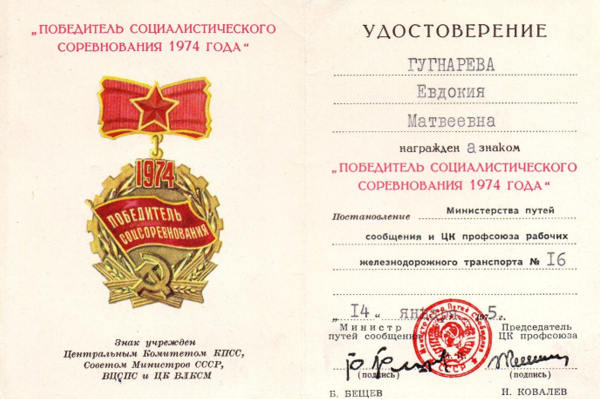 „ПОБЕДИТЕЛЬ СОЦИАЛИСТИЧЕСКОГО
СОРЕВНОВАНИЯ 1974 ГОДА“
1974
ПОБЕДИТЕЛЬ
СОЦСОРЕВНОВАНИЯ
Знак учрежден
Центральным Комитетом КПСС,
Советом Министров СССР,
ВЦСПС и ЦК ВЛКСМ
УДОСТОВЕРЕНИЕ
ГУГНАРЕВА
Евдокия
Матвеевна
награжден а знаком
„ПОБЕДИТЕЛЬ СОЦИАЛИСТИЧЕСКОГО
СОРЕВНОВАНИЯ 1974 ГОДА“
Постановление Министерства путей
сообщения и ЦК профсоюза рабочих
железнодорожного транспорта № 16
„14“ января 1975.
Министр
путей сообщения
Председатель
ЦК профсоюза
СССР
(подпись)
(подпись)
Б. БЕЩЕВ
Н. КОВАЛЕВ